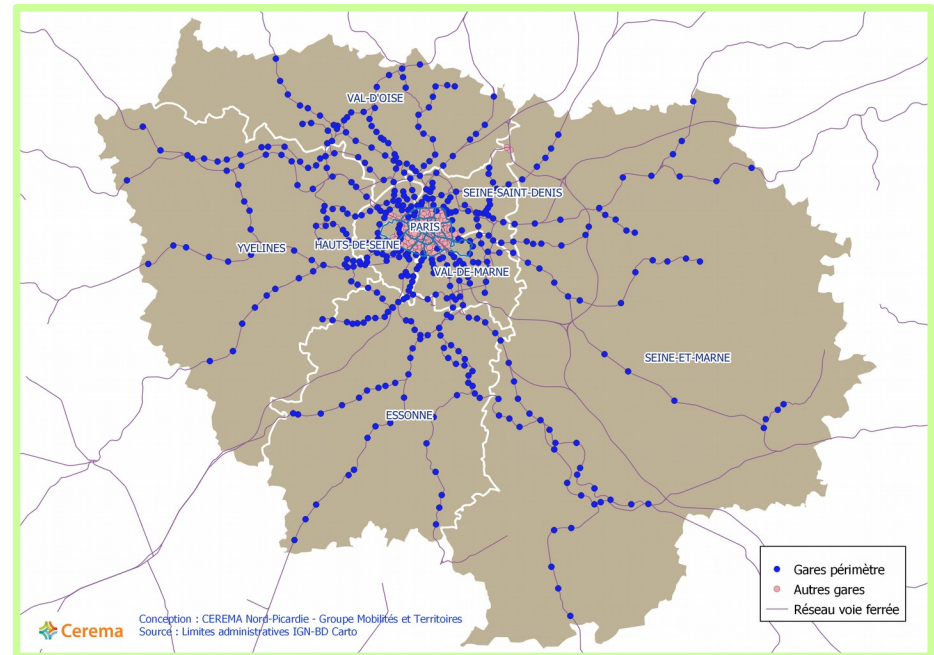 VAL-D'OISE
SEINE-SAINT-DENIS
PARIS
HAUTS-DE-SEINE
YVELINES
VAL-DE-MARNE
SEINE-ET-MARNE
ESSONNE
Gares périmètre
Autres gares
Réseau voie ferrée
Cerema
Conception : CEREMA Nord-Picardie - Groupe Mobilités et Territoires
Source : Limites administratives IGN-BD Carto